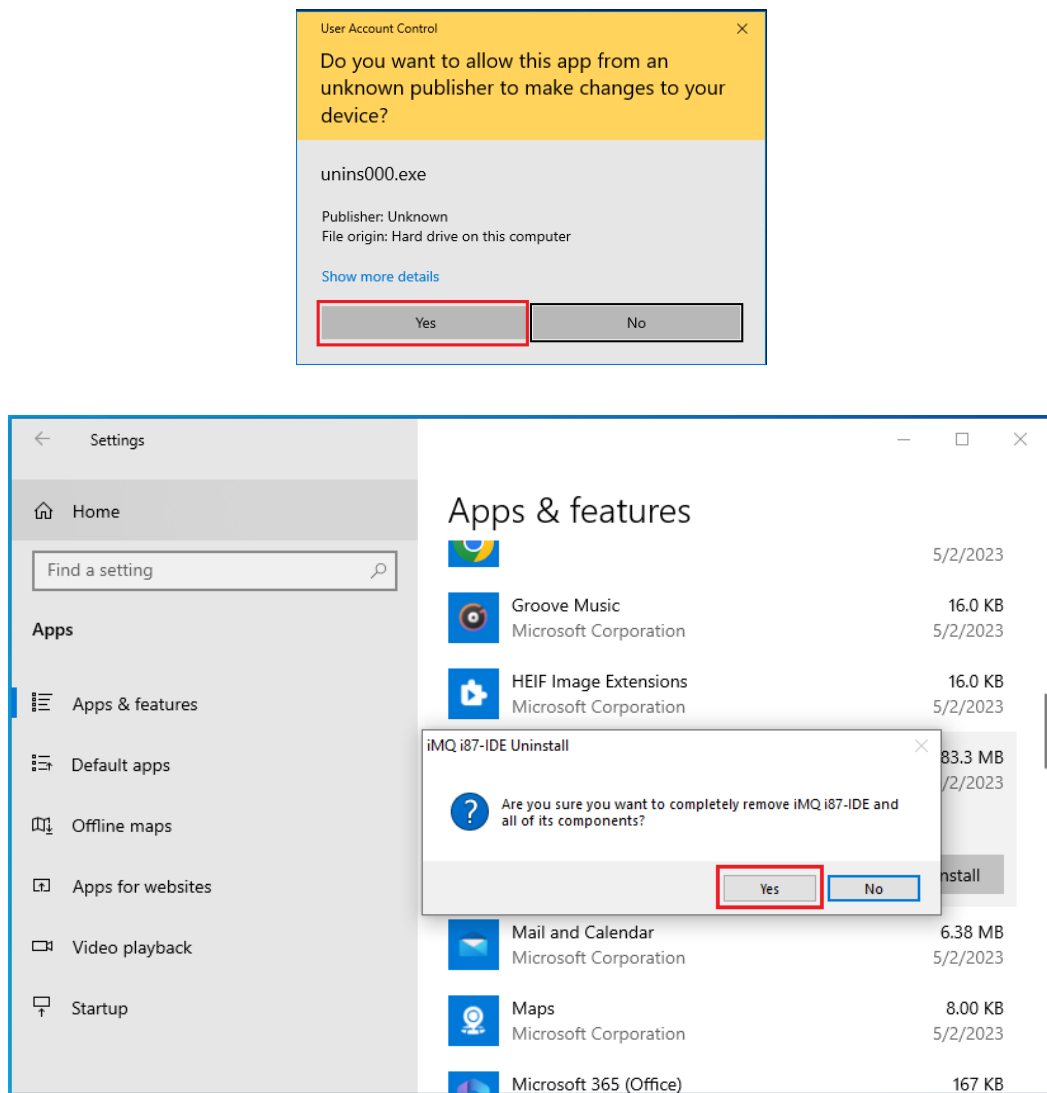 User Account Control
Do you want to allow this app from an
unknown publisher to make changes to your
device?
unins000.exe
Publisher: Unknown
File origin: Hard drive on this computer
Show more details
Yes No
Settings
Home
Find a setting
Apps
Apps & features
Default apps
Offline maps
Apps for websites
Video playback
Startup
Apps & features
5/2/2023
Groove Music 16.0 KB
Microsoft Corporation 5/2/2023
HEIF Image Extensions 16.0 KB
Microsoft Corporation 5/2/2023
83.3 MB
/2/2023
nstall
iMQ i87-IDE Uninstall
Are you sure you want to completely remove iMQ i87-IDE and
all of its components?
Yes No
Mail and Calendar 6.38 MB
Microsoft Corporation 5/2/2023
Maps 8.00 KB
Microsoft Corporation 5/2/2023
Microsoft 365 (Office) 167 KB